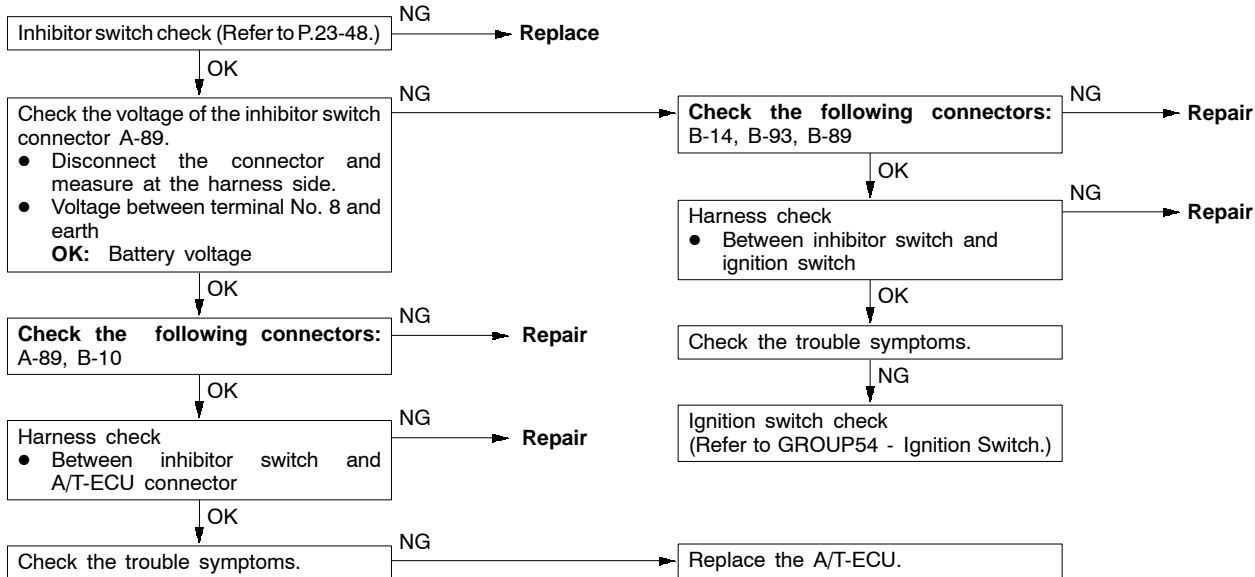 Inhibitor switch check (Refer to P.23-48.)
NG
Replace
OK
Check the voltage of the inhibitor switch
connector A-89.
● Disconnect the connector and
measure at the harness side.
● Voltage between terminal No. 8 and
earth
OK: Battery voltage
NG
OK
Check the following connectors:
A-89, B-10
NG
Repair
OK
Harness check
● Between inhibitor switch and
A/T-ECU connector
NG
Repair
OK
Check the trouble symptoms.
NG
Replace the A/T-ECU.
Check the following connectors:
B-14, B-93, B-89
NG
Repair
OK
Harness check
● Between inhibitor switch and
ignition switch
NG
Repair
OK
Check the trouble symptoms.
NG
Ignition switch check
(Refer to GROUP54 - Ignition Switch.)